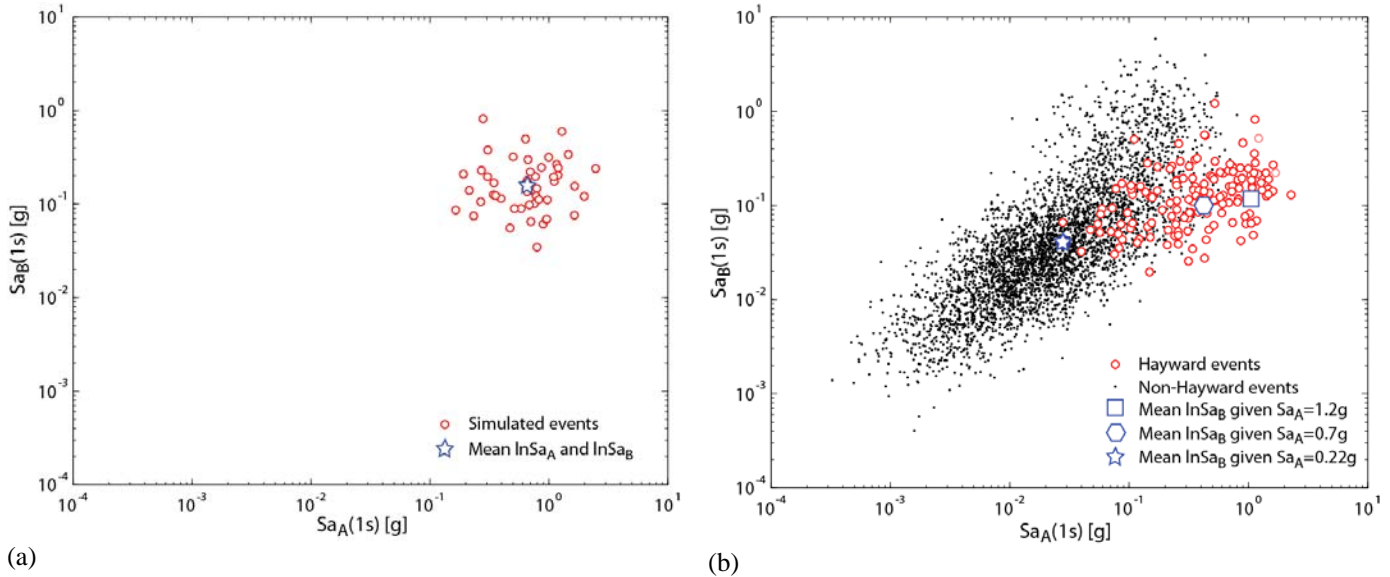 10^1
10^0
10^-1
10^-2
10^-3
10^-4
Sa_B(1s) [g]
10^-4 10^-3 10^-2 10^-1 10^0 10^1
Sa_A(1s) [g]
Simulated events
Mean lnSa_A and lnSa_B
(a)
10^1
10^0
10^-1
10^-2
10^-3
10^-4
Sa_B(1s) [g]
10^-4 10^-3 10^-2 10^-1 10^0 10^1
Sa_A(1s) [g]
Hayward events
Non-Hayward events
Mean lnSa_B given Sa_A=1.2g
Mean lnSa_B given Sa_A=0.7g
Mean lnSa_B given Sa_A=0.22g
(b)